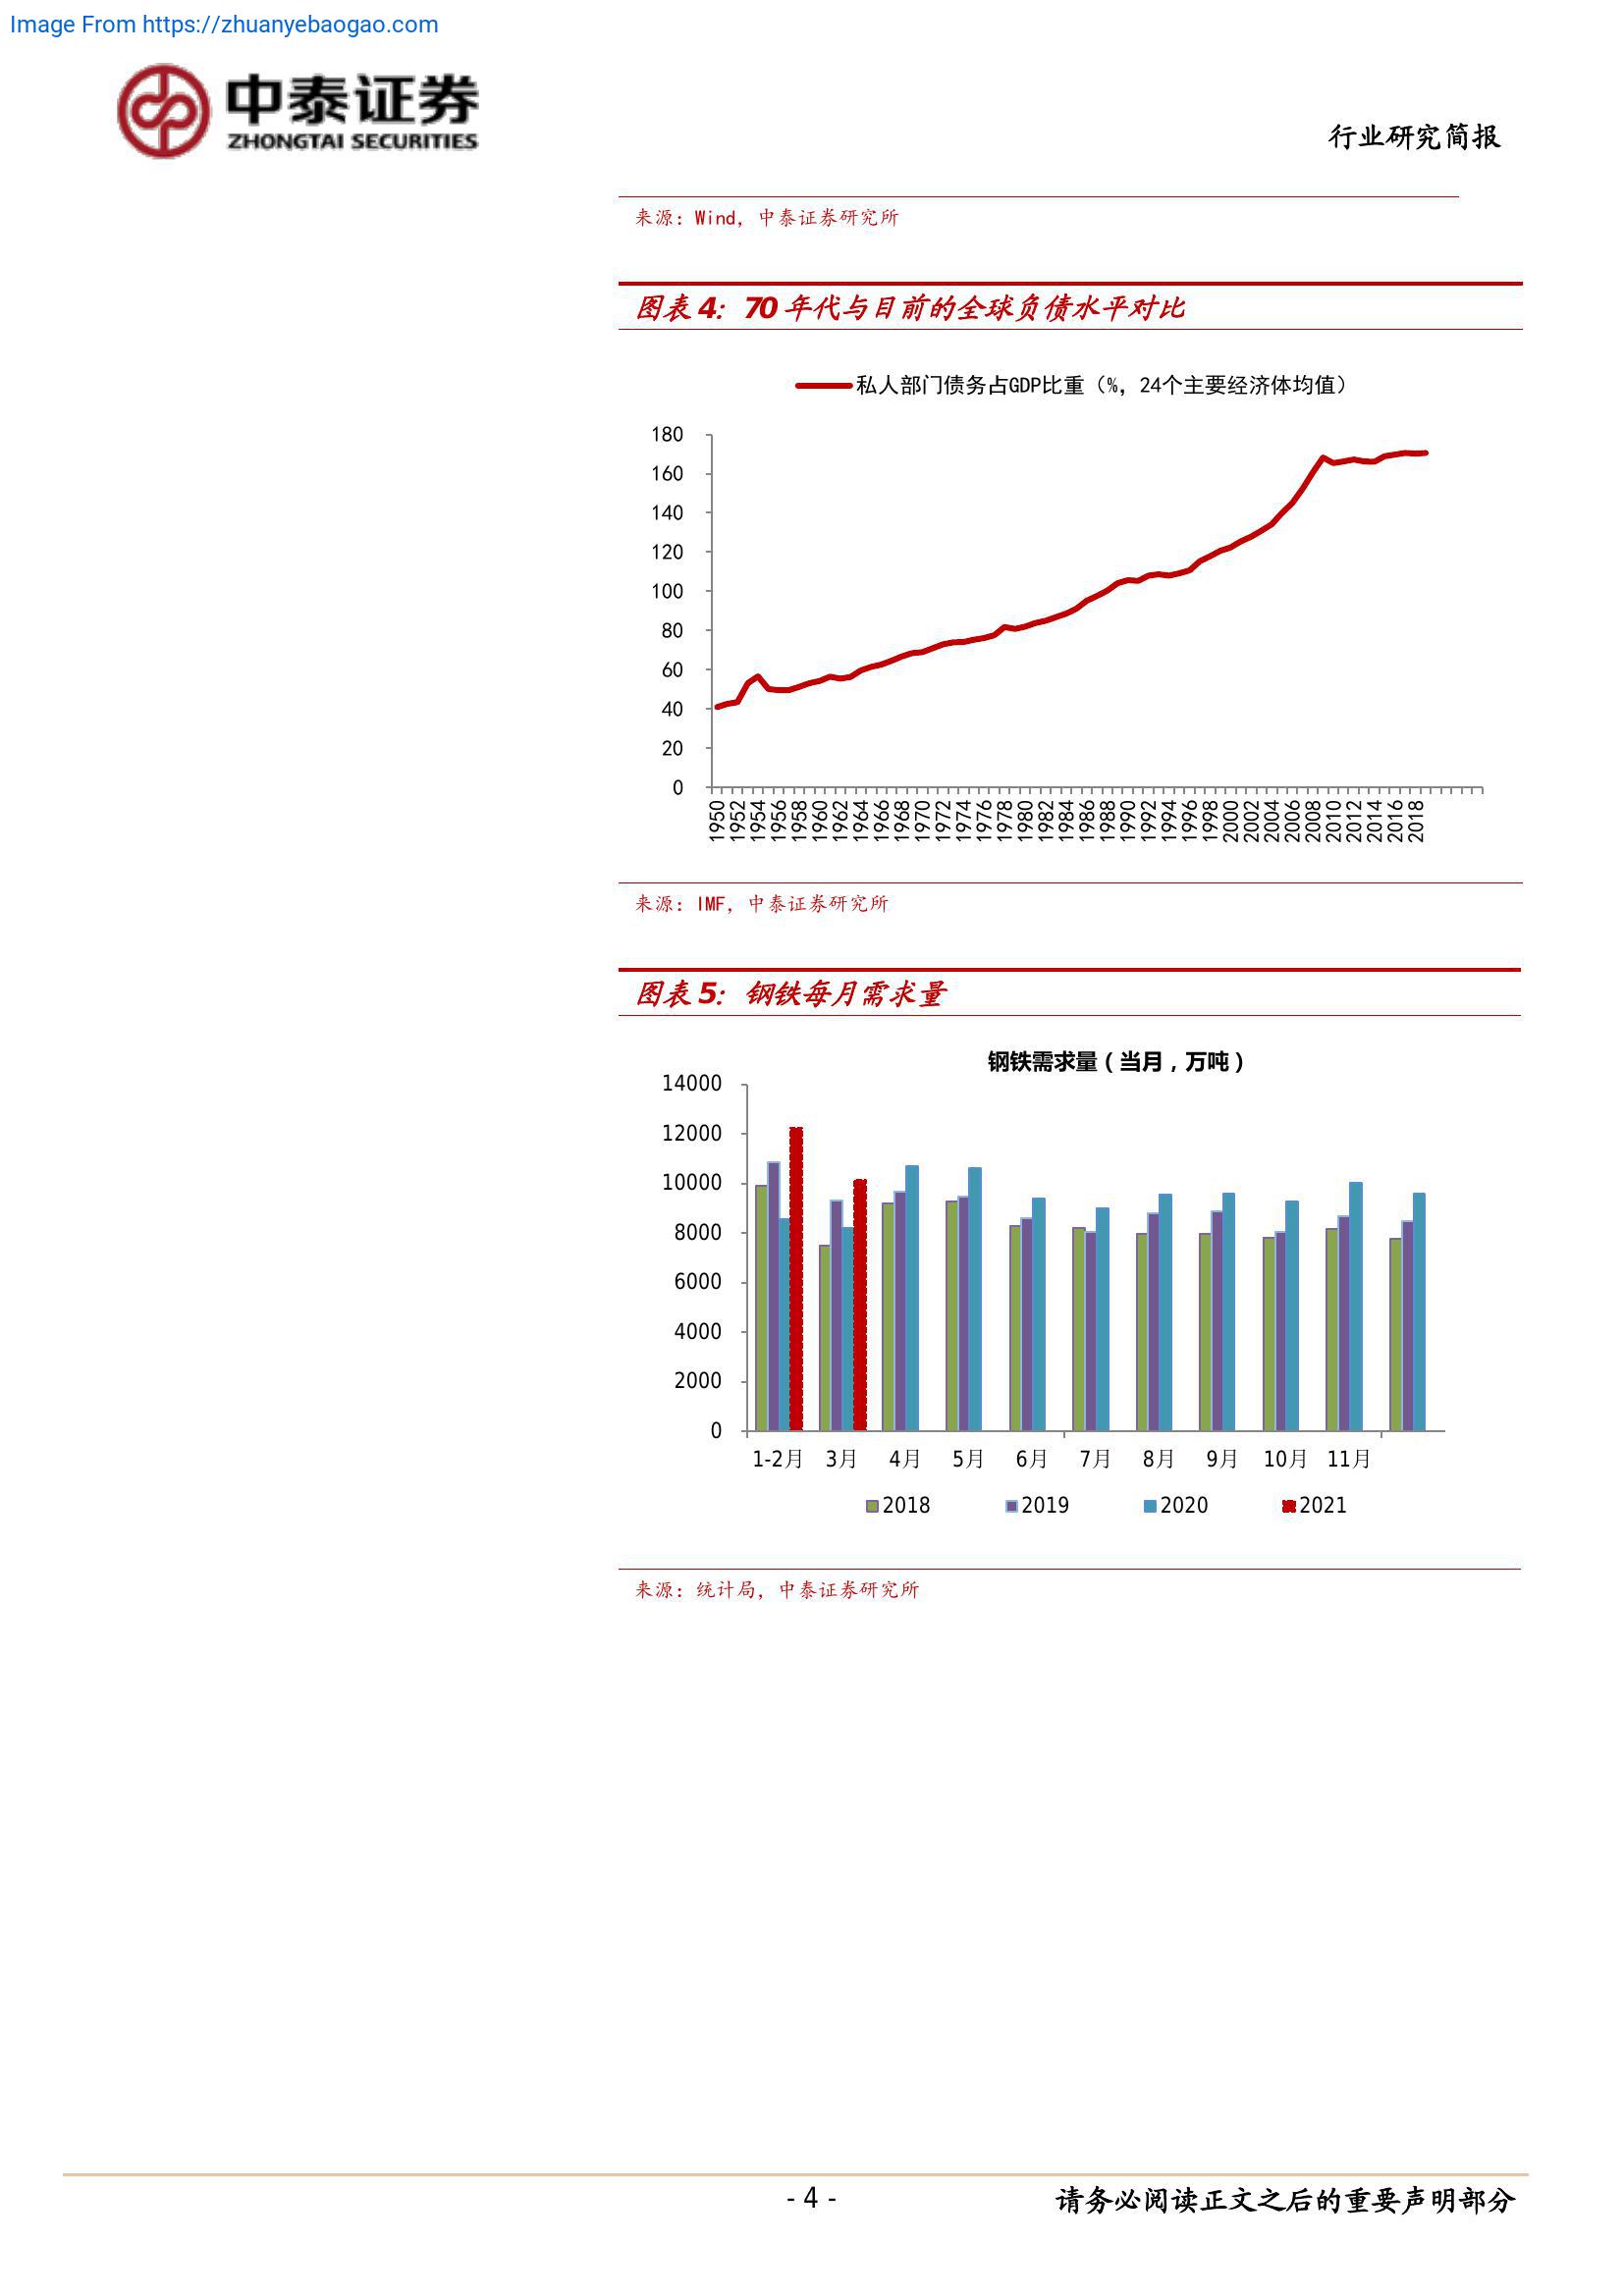 Image From https://zhuanyebaogao.com
中泰证券
ZHONGTAI SECURITIES
行业研究简报
来源：Wind，中泰证券研究所
图表 4：70 年代与目前的全球负债水平对比
私人部门债务占GDP比重（%，24个主要经济体均值）
180
160
140
120
100
80
60
40
20
0
1950 1952 1954 1956 1958 1960 1962 1964 1966 1968 1970 1972 1974 1976 1978 1980 1982 1984 1986 1988 1990 1992 1994 1996 1998 2000 2002 2004 2006 2008 2010 2012 2014 2016 2018
来源：IMF，中泰证券研究所
图表 5：钢铁每月需求量
钢铁需求量（当月，万吨）
14000
12000
10000
8000
6000
4000
2000
0
1-2月 3月 4月 5月 6月 7月 8月 9月 10月 11月
2018 2019 2020 2021
来源：统计局，中泰证券研究所
- 4 -
请务必阅读正文之后的重要声明部分